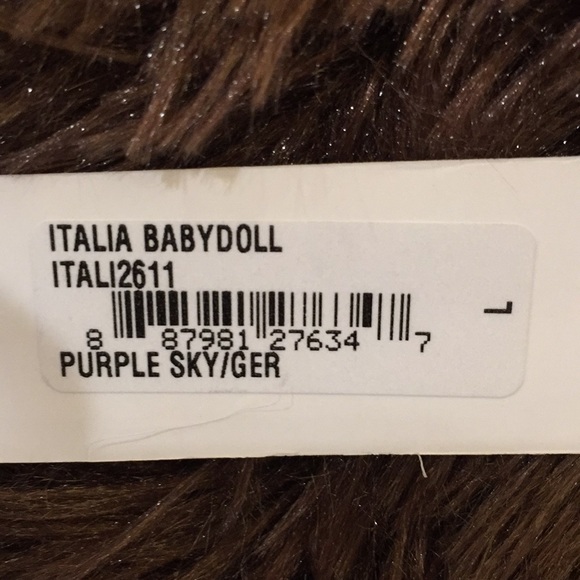 ITALIA BABYDOLL
ITALI2611
L
8 87981 27634 7
PURPLE SKY/GER